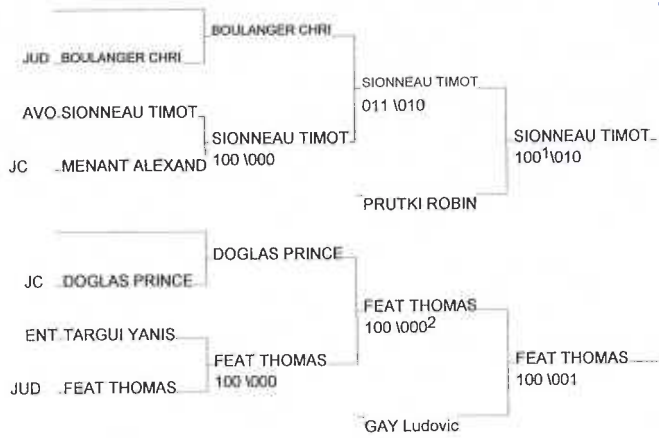 BOULANGER CHRI
JUD BOULANGER CHRI
SIONNEAU TIMOT
011 \010
AVO SIONNEAU TIMOT
SIONNEAU TIMOT
100 \000
SIONNEAU TIMOT
100¹\010
JC MENANT ALEXAND
PRUTKI ROBIN
DOGLAS PRINCE
JC DOGLAS PRINCE
FEAT THOMAS
100 \000²
ENT TARGUI YANIS
FEAT THOMAS
100 \000
FEAT THOMAS
100 \001
JUD FEAT THOMAS
GAY Ludovic